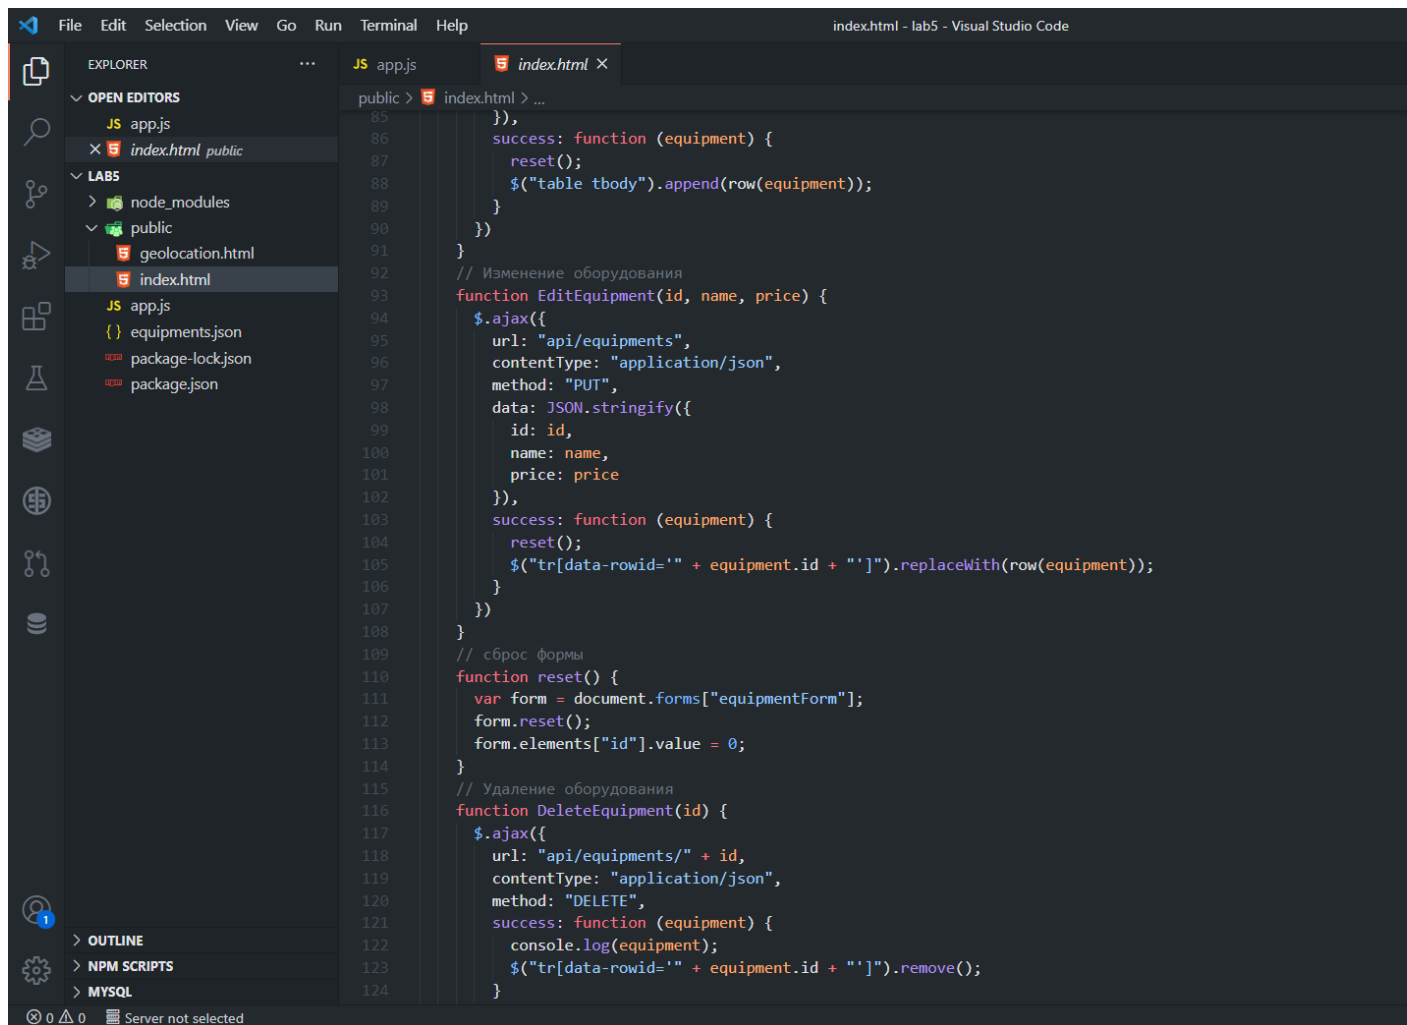 File Edit Selection View Go Run Terminal Help
index.html - lab5 - Visual Studio Code
EXPLORER ...
OPEN EDITORS
JS app.js
index.html public
LAB5
node_modules
public
geolocation.html
index.html
JS app.js
{ } equipments.json
package-lock.json
package.json
OUTLINE
NPM SCRIPTS
MYSQL
1
JS app.js
index.html
public > index.html > ...
85 }),
86 success: function (equipment) {
87 reset();
88 $("table tbody").append(row(equipment));
89 }
90 })
91 }
92 // Изменение оборудования
93 function EditEquipment(id, name, price) {
94 $.ajax({
95 url: "api/equipments",
96 contentType: "application/json",
97 method: "PUT",
98 data: JSON.stringify({
99 id: id,
100 name: name,
101 price: price
102 }),
103 success: function (equipment) {
104 reset();
105 $("tr[data-rowid='" + equipment.id + "']").replaceWith(row(equipment));
106 }
107 })
108 }
109 // сброс формы
110 function reset() {
111 var form = document.forms["equipmentForm"];
112 form.reset();
113 form.elements["id"].value = 0;
114 }
115 // Удаление оборудования
116 function DeleteEquipment(id) {
117 $.ajax({
118 url: "api/equipments/" + id,
119 contentType: "application/json",
120 method: "DELETE",
121 success: function (equipment) {
122 console.log(equipment);
123 $("tr[data-rowid='" + equipment.id + "']").remove();
124 }
0 0 Server not selected